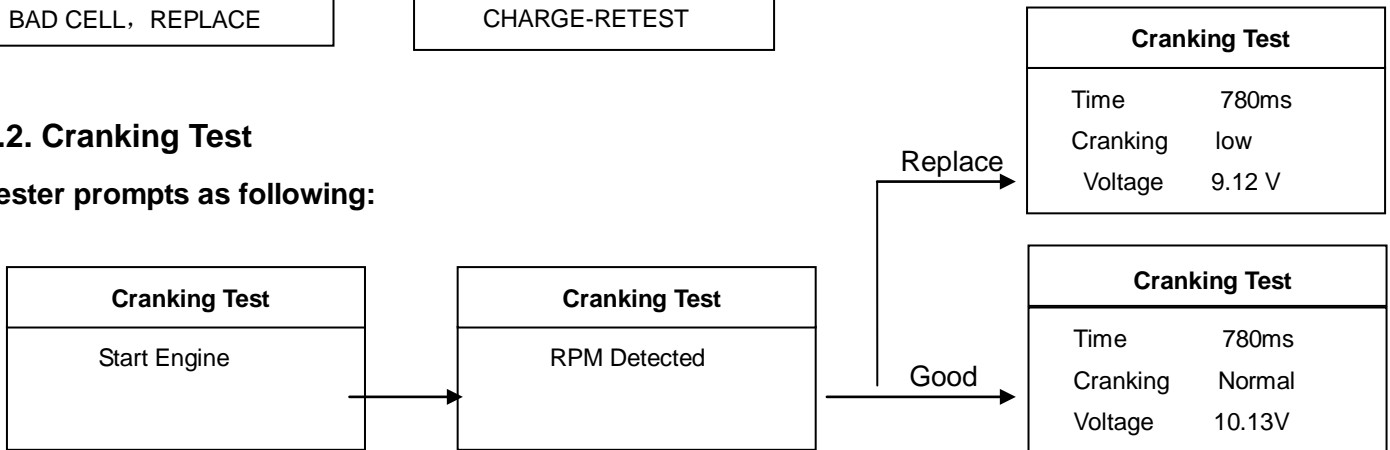 BAD CELL，REPLACE
CHARGE-RETEST
.2. Cranking Test
ester prompts as following:
Cranking Test
Start Engine
Cranking Test
RPM Detected
Replace
Good
Cranking Test
Time 780ms
Cranking low
Voltage 9.12 V
Cranking Test
Time 780ms
Cranking Normal
Voltage 10.13V